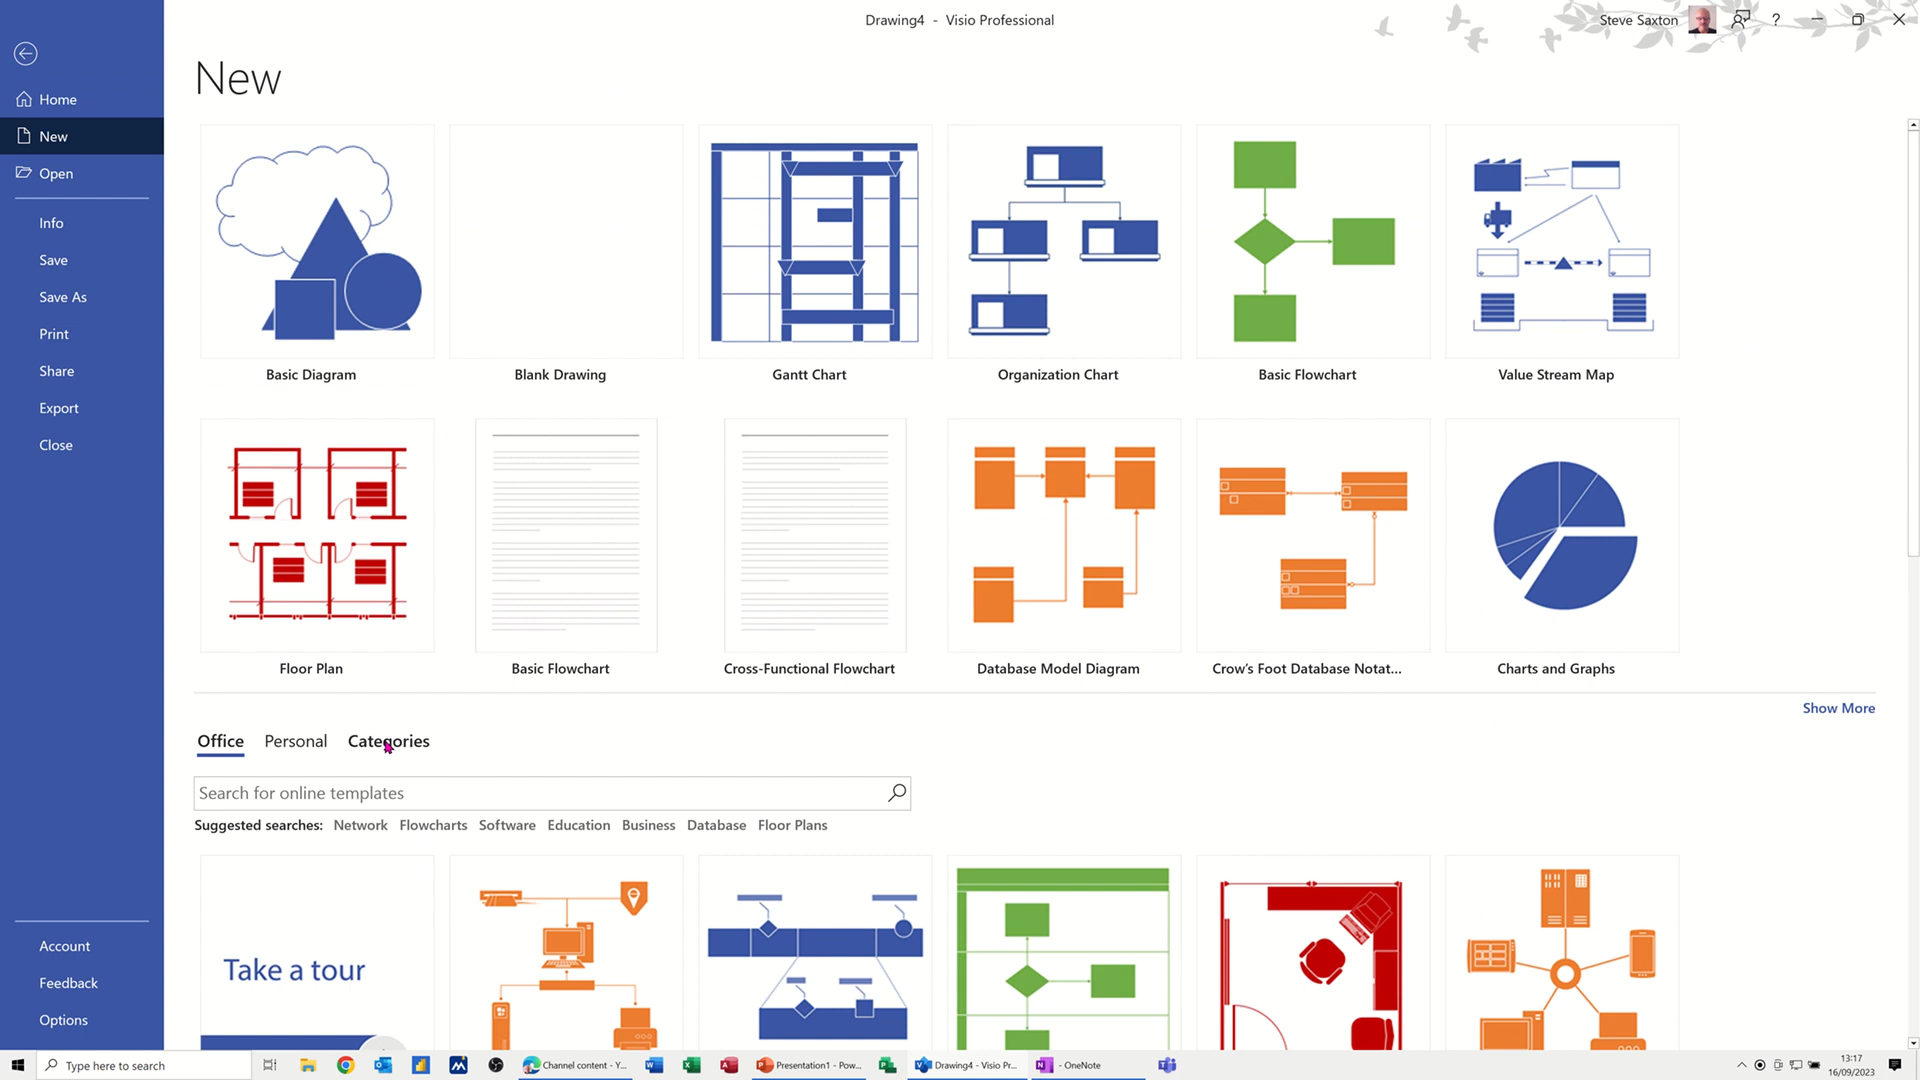 Drawing4 - Visio Professional
Steve Saxton
?
New
Home
New
Open
Info
Save
Save As
Print
Share
Export
Close
Account
Feedback
Options
Basic Diagram
Blank Drawing
Gantt Chart
Organization Chart
Basic Flowchart
Value Stream Map
Floor Plan
Basic Flowchart
Cross-Functional Flowchart
Database Model Diagram
Crow's Foot Database Notat...
Charts and Graphs
Show More
Office Personal Categories
Search for online templates
Suggested searches: Network Flowcharts Software Education Business Database Floor Plans
Take a tour
Type here to search
Channel content - Y...
Presentation1 - Pow...
Drawing4 - Visio Pr...
- OneNote
13:17
16/09/2023